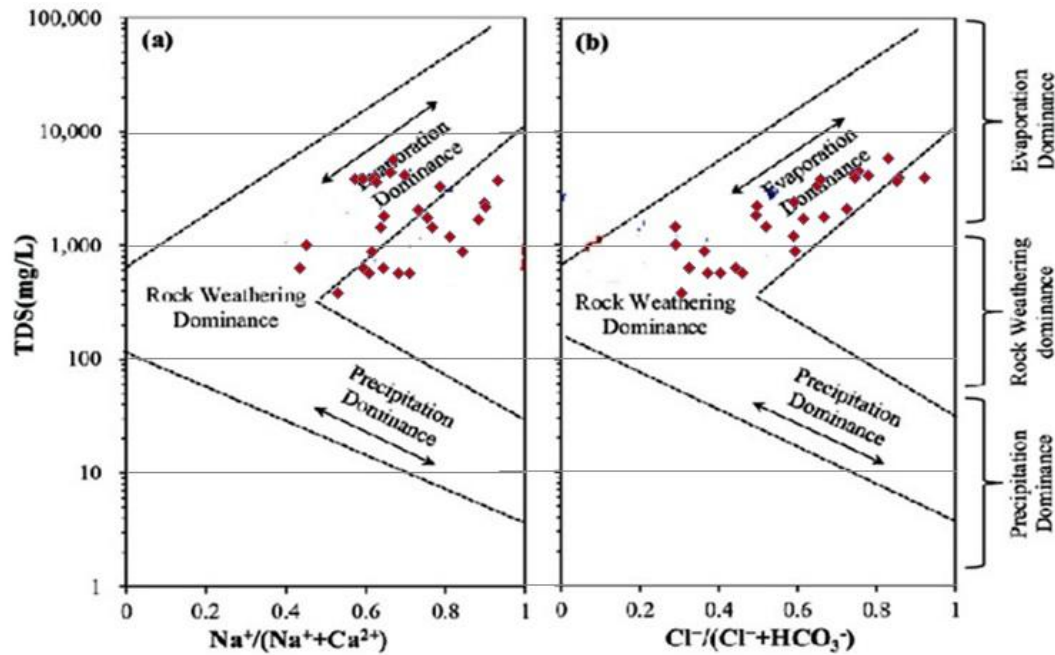 100,000
10,000
1,000
100
10
1
TDS(mg/L)
(a)
Evaporation
Dominance
Rock Weathering
Dominance
Precipitation
Dominance
0 0.2 0.4 0.6 0.8 1
Na⁺/(Na⁺+Ca²⁺)
(b)
Evaporation
Dominance
Rock Weathering
Dominance
Precipitation
Dominance
0 0.2 0.4 0.6 0.8 1
Cl⁻/(Cl⁻+HCO₃⁻)
Evaporation
Dominance
Rock Weathering
dominance
Precipitation
Dominance